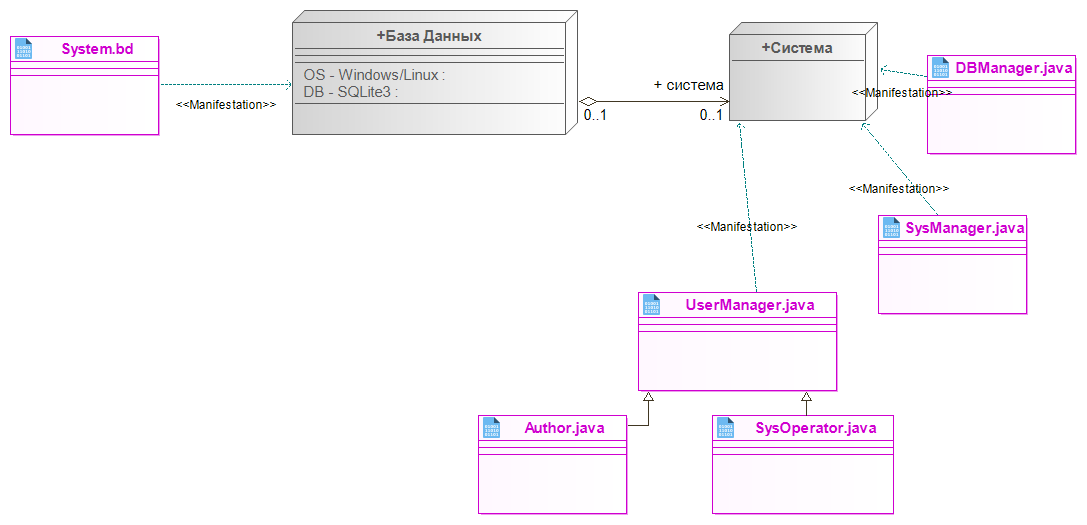 System.bd
+База Данных
OS - Windows/Linux :
DB - SQLite3 :
<<Manifestation>>
+ система
0..1
0..1
+Система
DBManager.java
<<Manifestation>>
<<Manifestation>>
SysManager.java
<<Manifestation>>
UserManager.java
Author.java
SysOperator.java